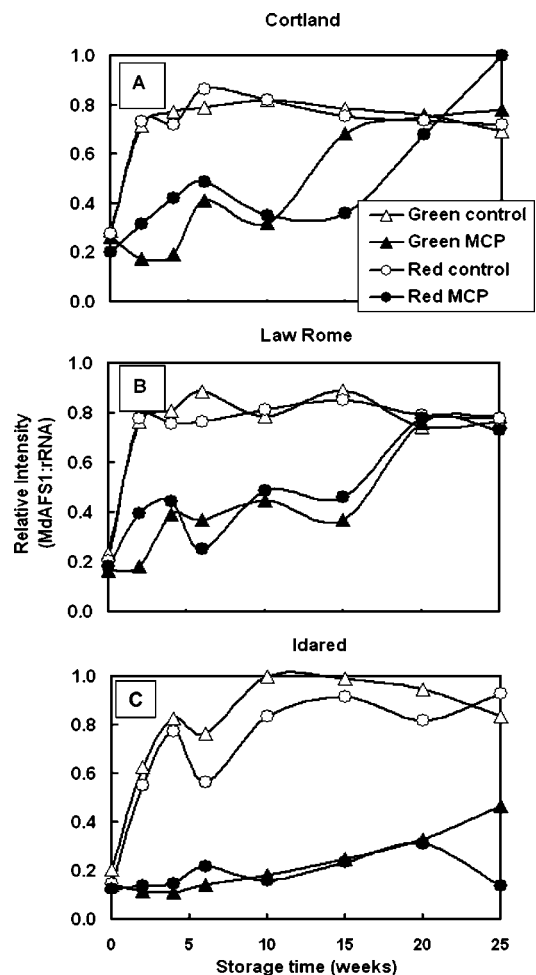 Cortland
A
1.0
0.8
0.6
0.4
0.2
0.0
Green control
Green MCP
Red control
Red MCP
Law Rome
B
1.0
0.8
0.6
0.4
0.2
0.0
Relative Intensity
(MdAFS1:rRNA)
Idared
C
1.0
0.8
0.6
0.4
0.2
0.0
0 5 10 15 20 25
Storage time (weeks)